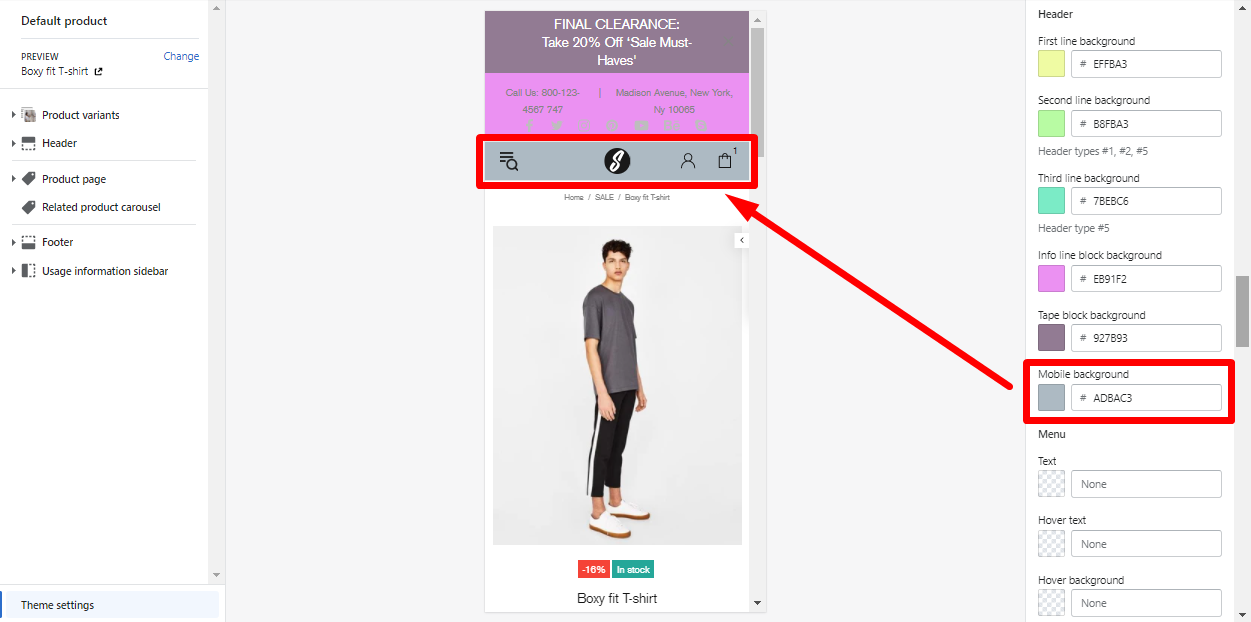 Default product
PREVIEW
Change
Boxy fit T-shirt
Product variants
Header
Product page
Related product carousel
Footer
Usage information sidebar
Theme settings
FINAL CLEARANCE:
Take 20% Off ‘Sale Must-
Haves'
Call Us: 800-123-
4567 747
|
Madison Avenue, New York,
Ny 10065
1
Home / SALE / Boxy fit T-shirt
-16%
In stock
Boxy fit T-shirt
Header
First line background
# EFFBA3
Second line background
# B8FBA3
Header types #1, #2, #5
Third line background
# 7BEBC6
Header type #5
Info line block background
# EB91F2
Tape block background
# 927B93
Mobile background
# ADBAC3
Menu
Text
None
Hover text
None
Hover background
None